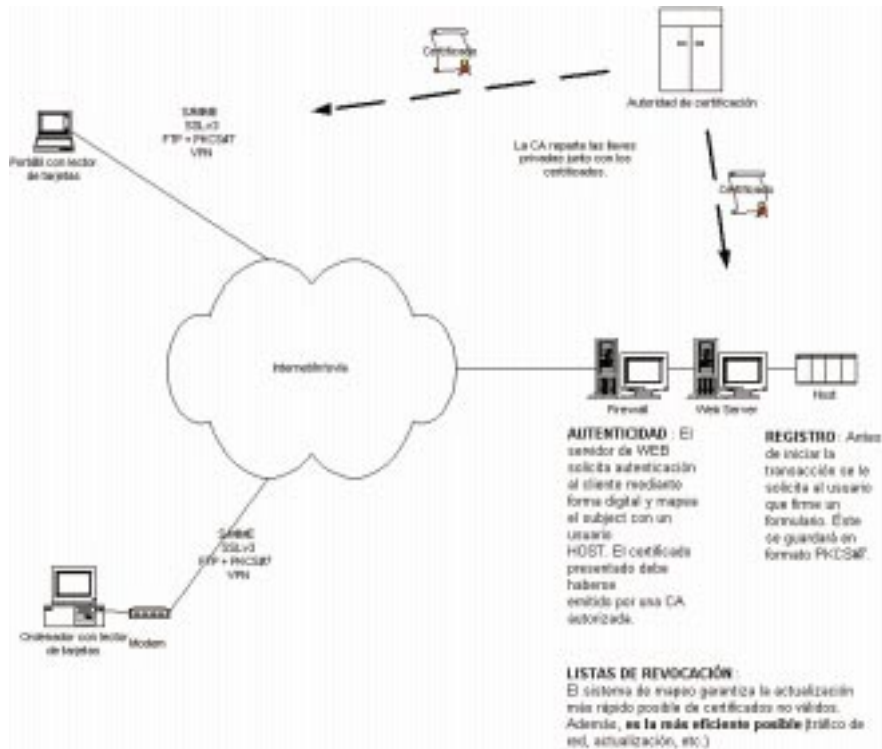 Certificado
Autoridad de certificación
S/MIME
SSLv3
FTP + PKCS#7
VPN
Portátil con lector
de tarjetas
La CA reparte las llaves
privadas junto con los
certificados.
Certificado
Internet/Infovía
Firewall
Web Server
Host
AUTENTICIDAD : El
servidor de WEB
solicita autenticación
al cliente mediante
forma digital y mapea
el subject con un
usuario
HOST. El certificado
presentado debe
haberse
emitido por una CA
autorizada.
REGISTRO : Antes
de iniciar la
transacción se le
solicita al usuario
que firme un
formulario. Éste
se guardará en
formato PKCS#7.
S/MIME
SSLv3
FTP + PKCS#7
VPN
Ordenador con lector
de tarjetas
Modem
LISTAS DE REVOCACIÓN :
El sistema de mapeo garantiza la actualización
más rápido posible de certificados no válidos.
Además, es la más eficiente posible (tráfico de
red, actualización, etc.)